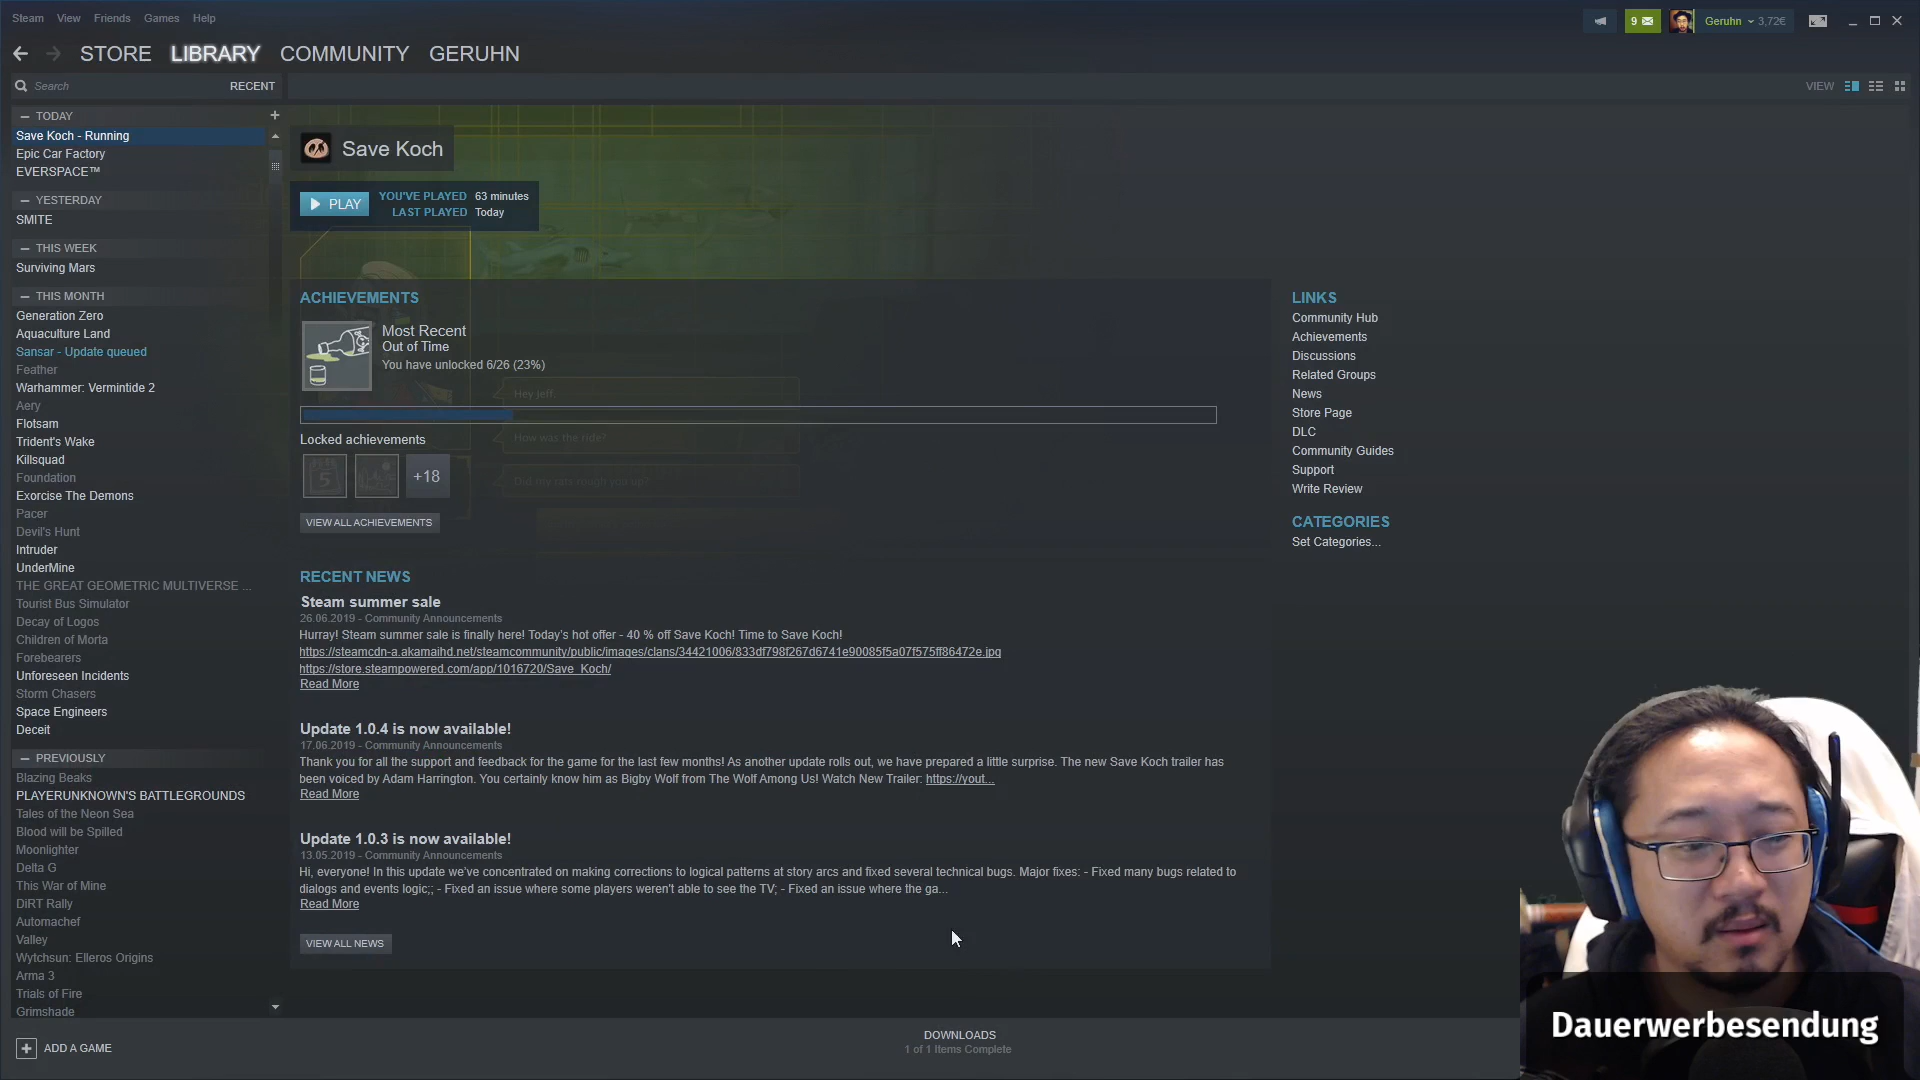 Steam View Friends Games Help
9 Geruhn 3,72€
STORE LIBRARY COMMUNITY GERUHN
Search RECENT
VIEW
— TODAY +
Save Koch - Running
Epic Car Factory
EVERSPACE™
— YESTERDAY
SMITE
— THIS WEEK
Surviving Mars
— THIS MONTH
Generation Zero
Aquaculture Land
Sansar - Update queued
Feather
Warhammer: Vermintide 2
Aery
Flotsam
Trident's Wake
Killsquad
Foundation
Exorcise The Demons
Pacer
Devil's Hunt
Intruder
UnderMine
THE GREAT GEOMETRIC MULTIVERSE ...
Tourist Bus Simulator
Decay of Logos
Children of Morta
Forebearers
Unforeseen Incidents
Storm Chasers
Space Engineers
Deceit
— PREVIOUSLY
Blazing Beaks
PLAYERUNKNOWN'S BATTLEGROUNDS
Tales of the Neon Sea
Blood will be Spilled
Moonlighter
Delta G
This War of Mine
DiRT Rally
Automachef
Valley
Wytchsun: Elleros Origins
Arma 3
Trials of Fire
Grimshade
+ ADD A GAME
Save Koch
PLAY
YOU'VE PLAYED 63 minutes
LAST PLAYED Today
ACHIEVEMENTS
Most Recent
Out of Time
You have unlocked 6/26 (23%)
Hey Jeff.
How was the ride?
Did my rats rough you up?
Locked achievements
5
+18
VIEW ALL ACHIEVEMENTS
RECENT NEWS
Steam summer sale
26.06.2019 - Community Announcements
Hurray! Steam summer sale is finally here! Today's hot offer - 40 % off Save Koch! Time to Save Koch!
https://steamcdn-a.akamaihd.net/steamcommunity/public/images/clans/34421006/833df798f267d6741e90085f5a07f575ff86472e.jpg
https://store.steampowered.com/app/1016720/Save_Koch/
Read More
Update 1.0.4 is now available!
17.06.2019 - Community Announcements
Thank you for all the support and feedback for the game for the last few months! As another update rolls out, we have prepared a little surprise. The new Save Koch trailer has
been voiced by Adam Harrington. You certainly know him as Bigby Wolf from The Wolf Among Us! Watch New Trailer: https://yout...
Read More
Update 1.0.3 is now available!
13.05.2019 - Community Announcements
Hi, everyone! In this update we've concentrated on making corrections to logical patterns at story arcs and fixed several technical bugs. Major fixes: - Fixed many bugs related to
dialogs and events logic;; - Fixed an issue where some players weren't able to see the TV; - Fixed an issue where the ga...
Read More
VIEW ALL NEWS
LINKS
Community Hub
Achievements
Discussions
Related Groups
News
Store Page
DLC
Community Guides
Support
Write Review
CATEGORIES
Set Categories...
DOWNLOADS
1 of 1 Items Complete
Dauerwerbesendung